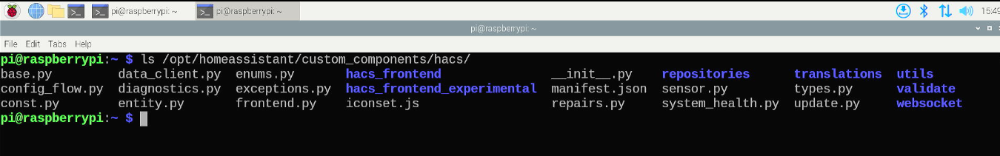 pi@raspberrypi: ~ pi@raspberrypi: ~ 15:49
pi@raspberrypi: ~
File Edit Tabs Help
pi@raspberrypi:~ $ ls /opt/homeassistant/custom_components/hacs/
base.py data_client.py enums.py hacs_frontend __init__.py repositories translations utils
config_flow.py diagnostics.py exceptions.py hacs_frontend_experimental manifest.json sensor.py types.py validate
const.py entity.py frontend.py iconset.js repairs.py system_health.py update.py websocket
pi@raspberrypi:~ $